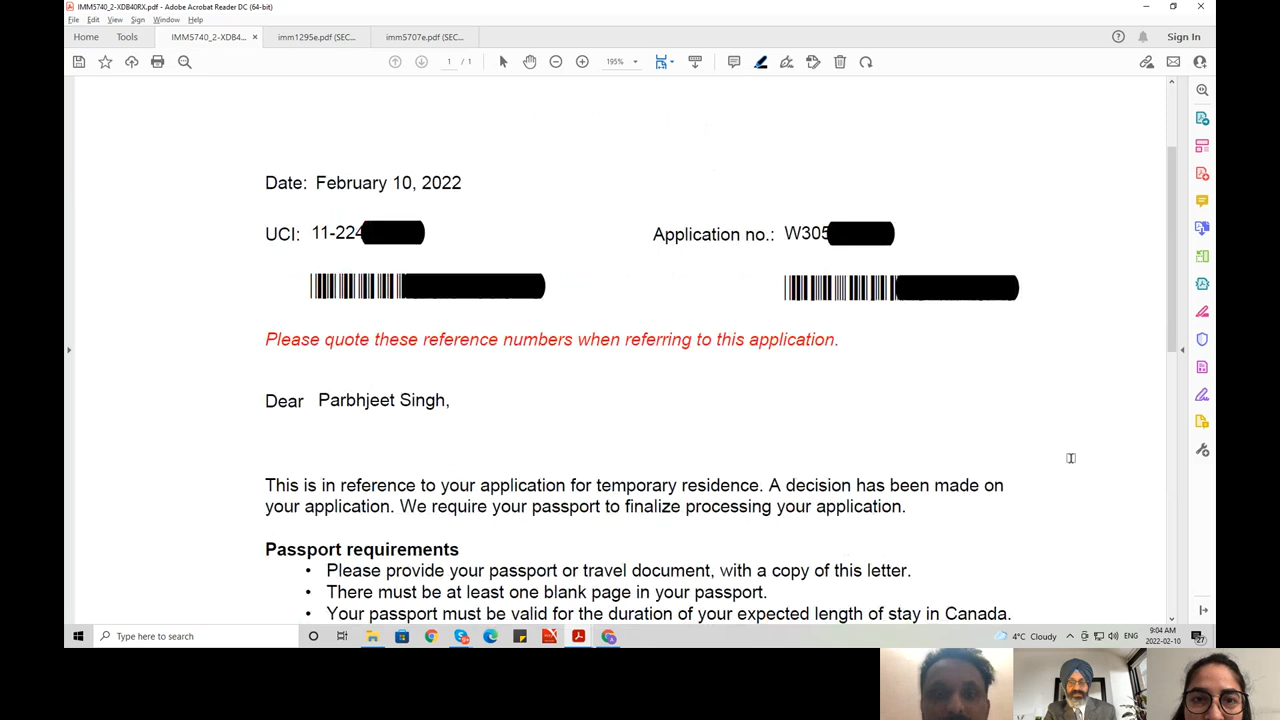 IMM5740_2-XDB40RX.pdf - Adobe Acrobat Reader DC (64-bit)
File Edit View Sign Window Help
Home Tools IMM5740_2-XDB4... × imm1295e.pdf (SEC... imm5707e.pdf (SEC... Sign In
1 / 1 195%
Date: February 10, 2022
UCI: 11-224 Application no.: W305
Please quote these reference numbers when referring to this application.
Dear Parbhjeet Singh,
This is in reference to your application for temporary residence. A decision has been made on
your application. We require your passport to finalize processing your application.
Passport requirements
• Please provide your passport or travel document, with a copy of this letter.
• There must be at least one blank page in your passport.
• Your passport must be valid for the duration of your expected length of stay in Canada.
Type here to search
4°C Cloudy ENG 9:04 AM
2022-02-10 27